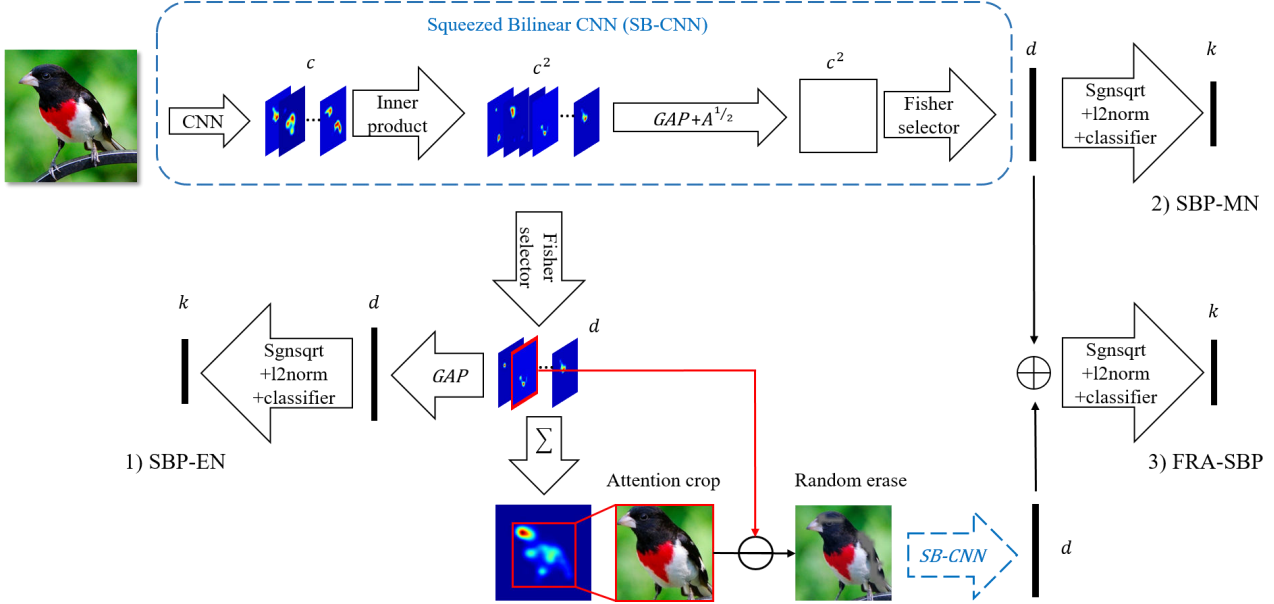 Squeezed Bilinear CNN (SB-CNN)
CNN
c
Inner
product
c²
GAP+A^{1/2}
c²
Fisher
selector
d
Sgnsqrt
+l2norm
+classifier
k
2) SBP-MN
Fisher
selector
k
Sgnsqrt
+l2norm
+classifier
d
GAP
d
1) SBP-EN
∑
Sgnsqrt
+l2norm
+classifier
k
3) FRA-SBP
Attention crop
Random erase
SB-CNN
d